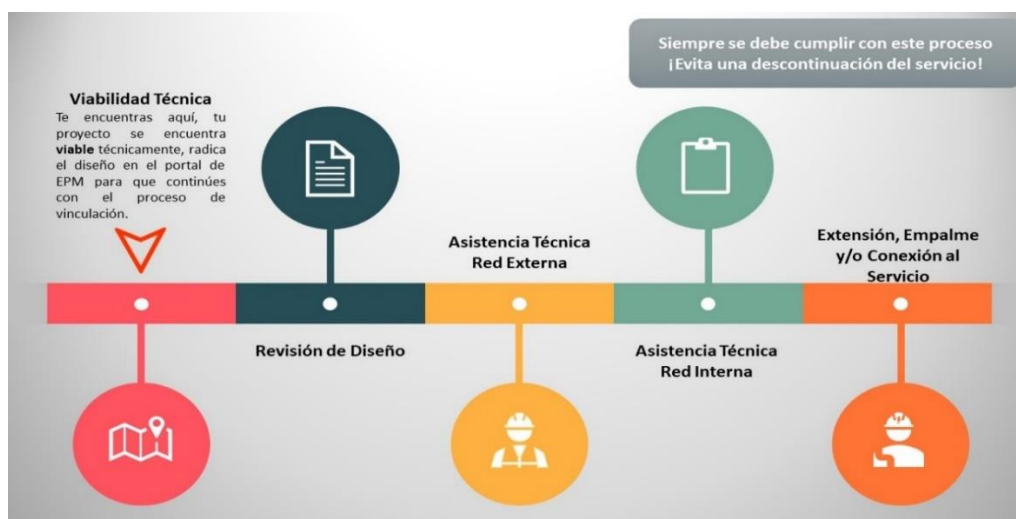 Siempre se debe cumplir con este proceso
¡Evita una descontinuación del servicio!
Viabilidad Técnica
Te encuentras aquí, tu
proyecto se encuentra
viable técnicamente, radica
el diseño en el portal de
EPM para que continúes
con el proceso de
vinculación.
Asistencia Técnica
Red Externa
Extensión, Empalme
y/o Conexión al
Servicio
Revisión de Diseño
Asistencia Técnica
Red Interna